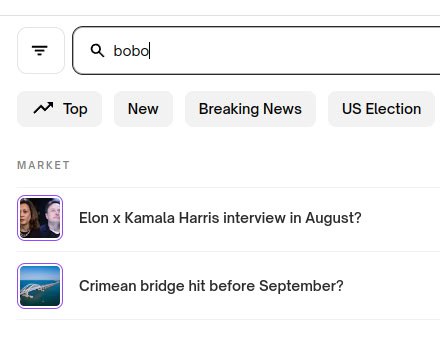 bobo
Top New Breaking News US Election
MARKET
Elon x Kamala Harris interview in August?
Crimean bridge hit before September?